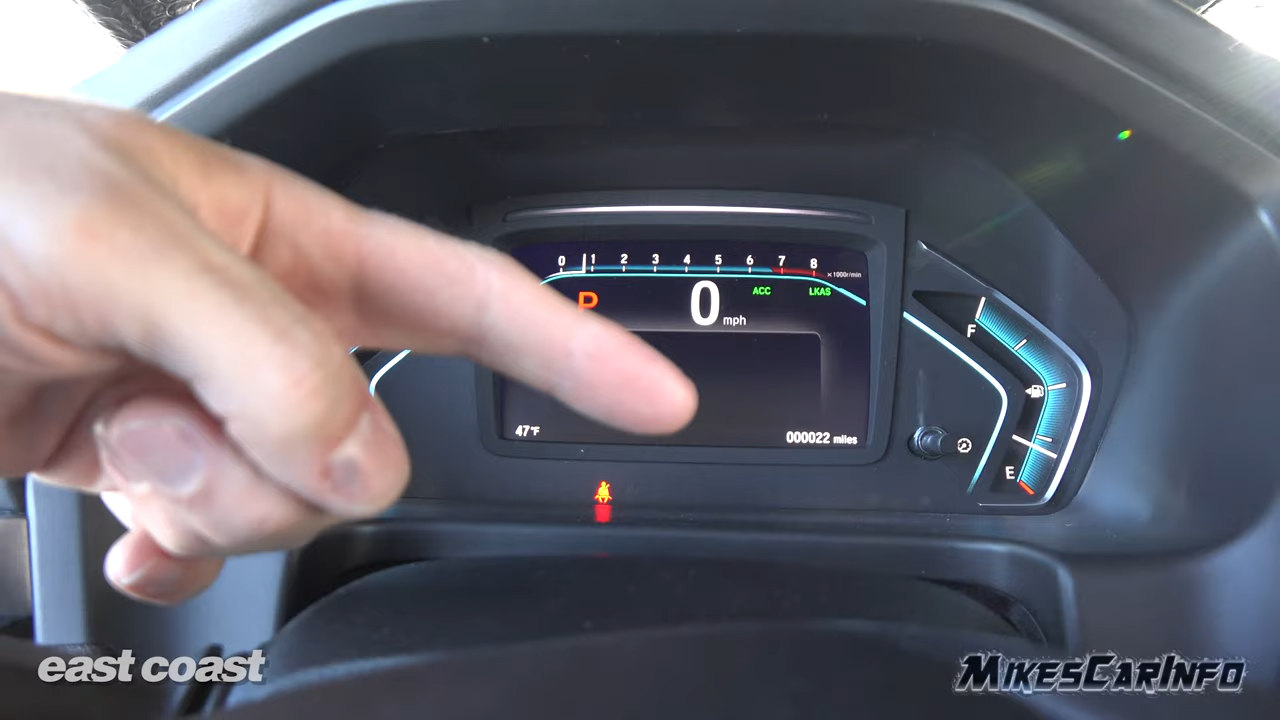 0 1 2 3 4 5 6 7 8
x1000r/min
P 0 mph ACC LKAS
47°F
000022 miles
F
E
east coast
MIKESCARINFO